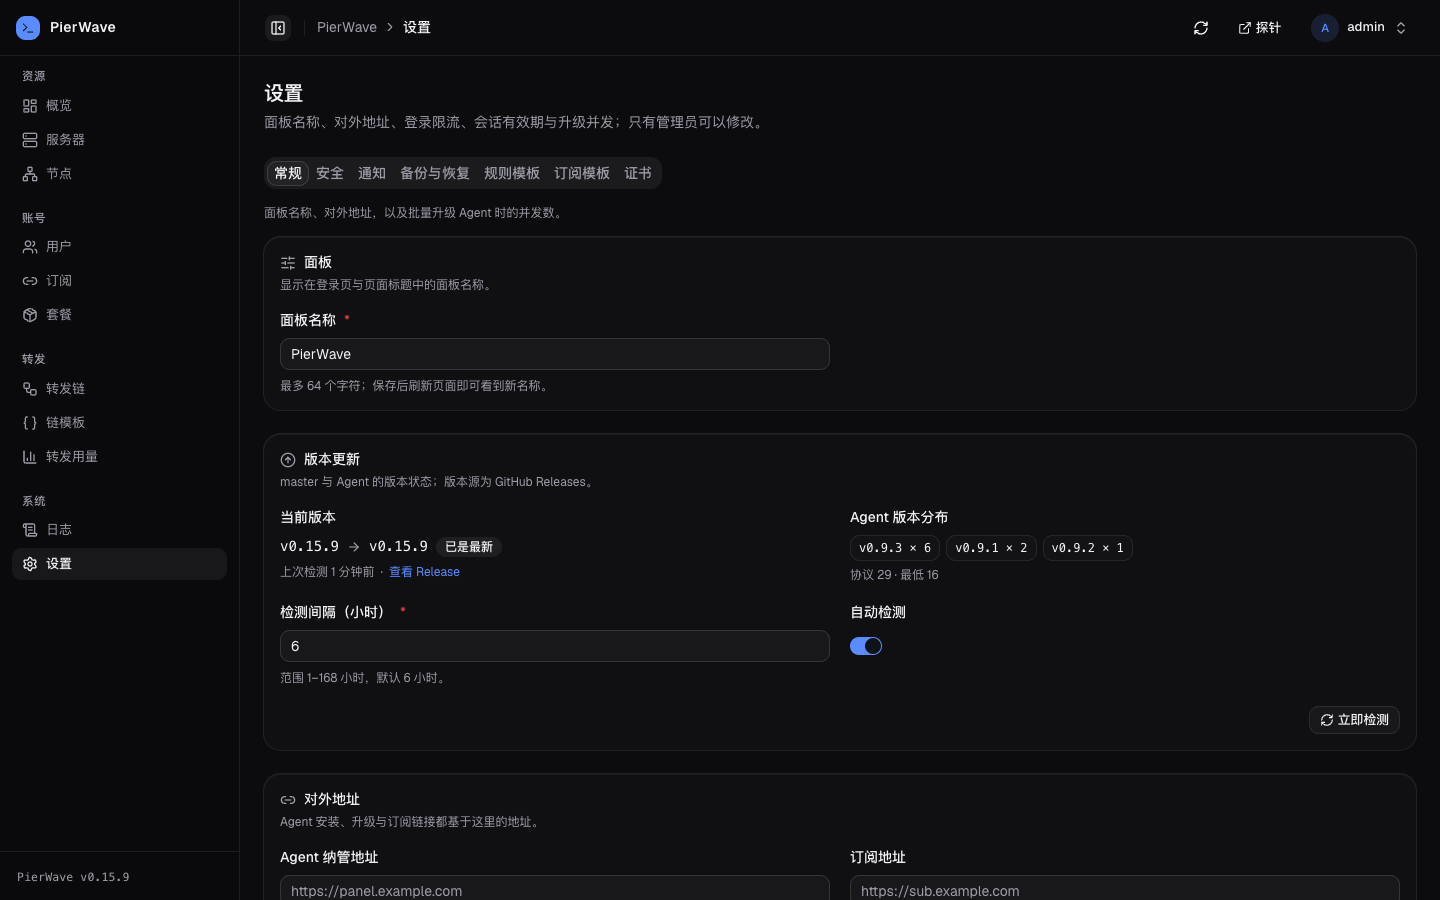 PierWave
PierWave > 设置
探针
A admin
资源
概览
服务器
节点
账号
用户
订阅
套餐
转发
转发链
链模板
转发用量
系统
日志
设置
PierWave v0.15.9
设置
面板名称、对外地址、登录限流、会话有效期与升级并发；只有管理员可以修改。
常规 安全 通知 备份与恢复 规则模板 订阅模板 证书
面板名称、对外地址，以及批量升级 Agent 时的并发数。
面板
显示在登录页与页面标题中的面板名称。
面板名称 *
PierWave
最多 64 个字符；保存后刷新页面即可看到新名称。
版本更新
master 与 Agent 的版本状态；版本源为 GitHub Releases。
当前版本
v0.15.9 → v0.15.9 已是最新
上次检测 1 分钟前 · 查看 Release
Agent 版本分布
v0.9.3 × 6 v0.9.1 × 2 v0.9.2 × 1
协议 29 · 最低 16
检测间隔（小时） *
6
范围 1–168 小时，默认 6 小时。
自动检测
立即检测
对外地址
Agent 安装、升级与订阅链接都基于这里的地址。
Agent 纳管地址
https://panel.example.com
订阅地址
https://sub.example.com